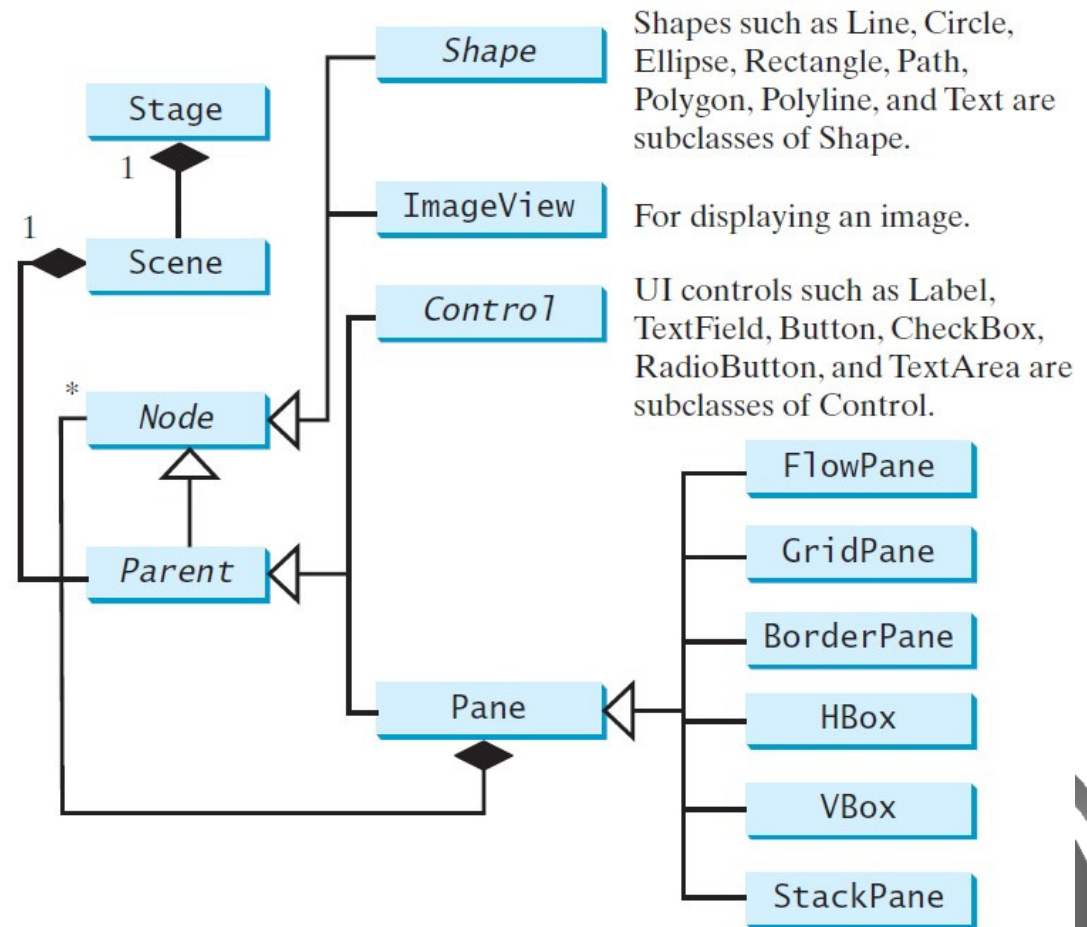 Stage
1
1
Scene
*
Node
Parent
Shape
Shapes such as Line, Circle,
Ellipse, Rectangle, Path,
Polygon, Polyline, and Text are
subclasses of Shape.
ImageView
For displaying an image.
Control
UI controls such as Label,
TextField, Button, CheckBox,
RadioButton, and TextArea are
subclasses of Control.
Pane
FlowPane
GridPane
BorderPane
HBox
VBox
StackPane